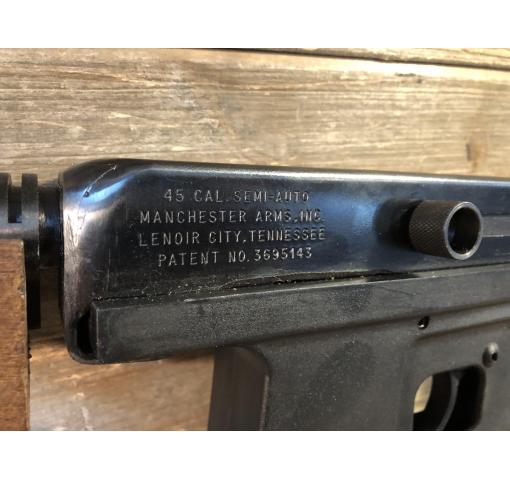 45 CAL. SEMI-AUTO
MANCHESTER ARMS, INC.
LENOIR CITY, TENNESSEE
PATENT NO. 3695143